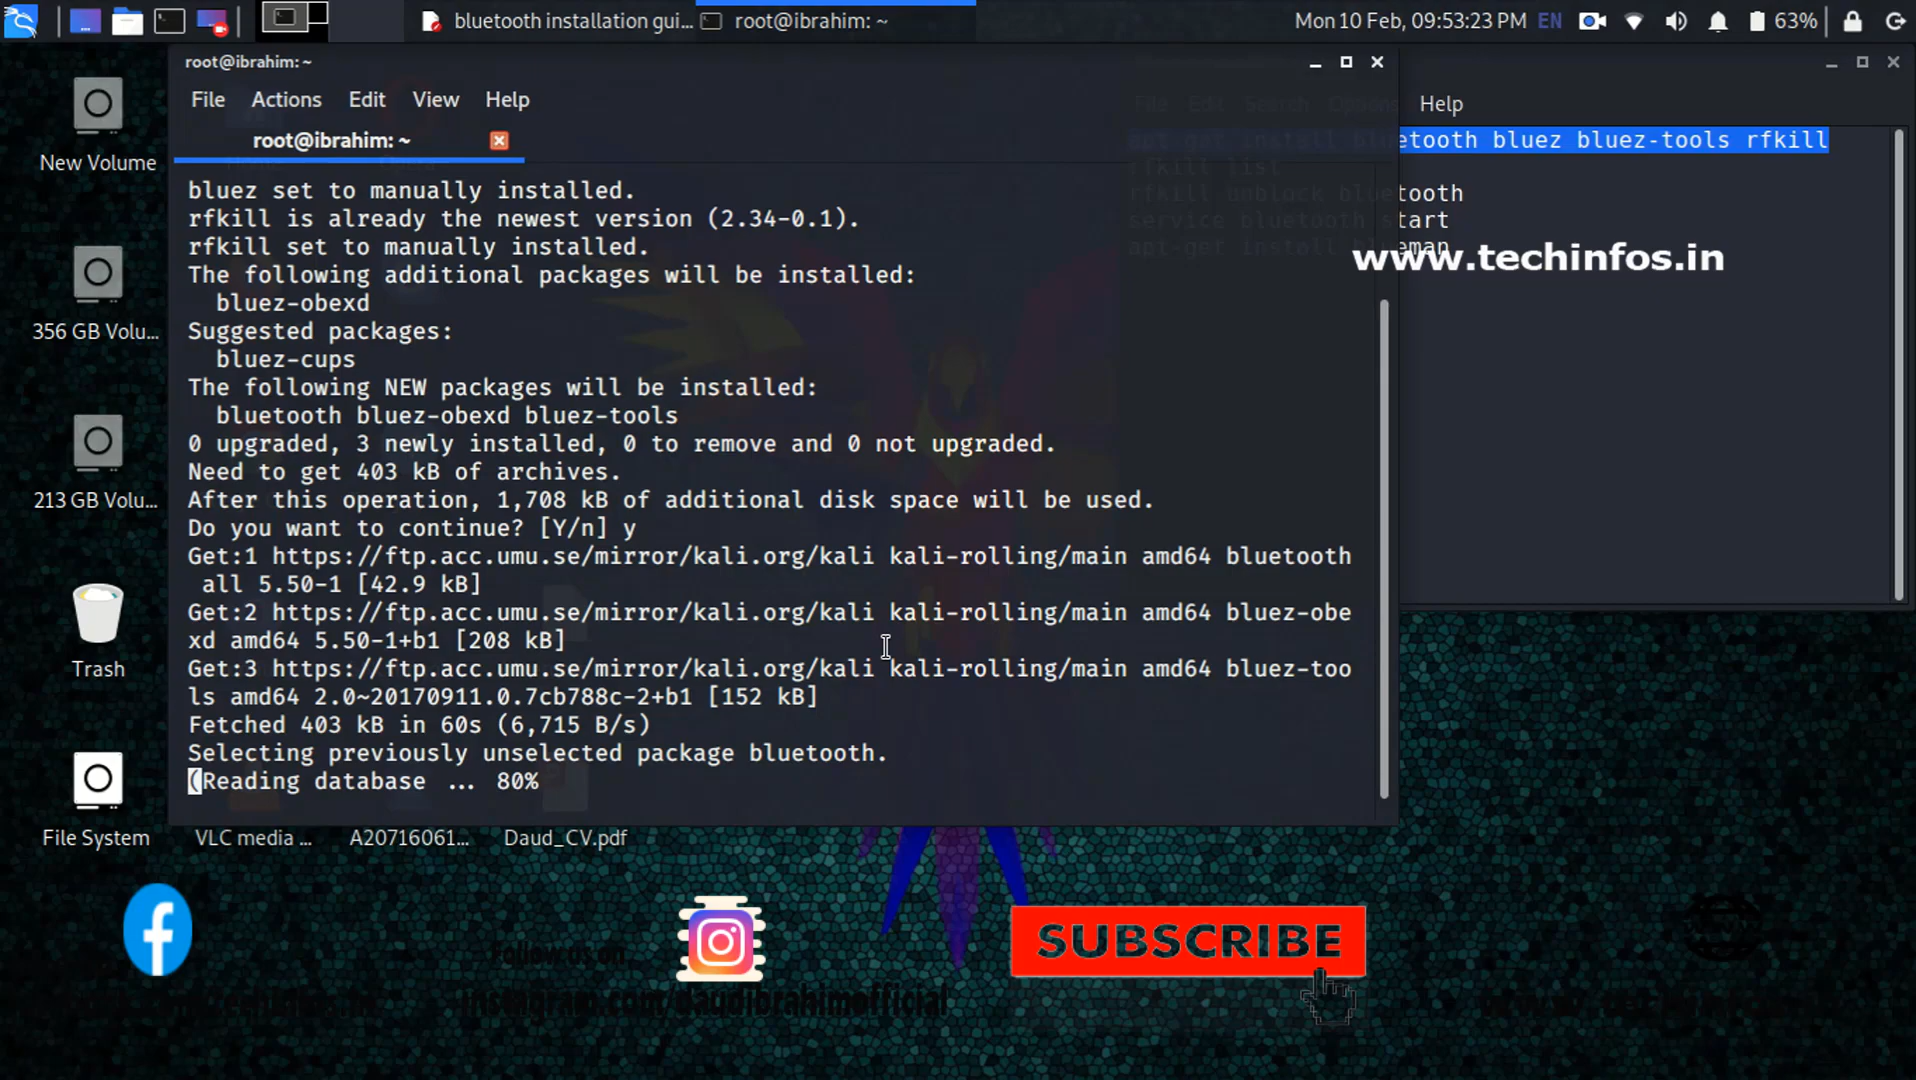 bluetooth installation gui...
root@ibrahim: ~
Mon 10 Feb, 09:53:23 PM
EN
63%
root@ibrahim: ~
File Actions Edit View Help
root@ibrahim: ~
bluez set to manually installed.
rfkill is already the newest version (2.34-0.1).
rfkill set to manually installed.
The following additional packages will be installed:
bluez-obexd
Suggested packages:
bluez-cups
The following NEW packages will be installed:
bluetooth bluez-obexd bluez-tools
0 upgraded, 3 newly installed, 0 to remove and 0 not upgraded.
Need to get 403 kB of archives.
After this operation, 1,708 kB of additional disk space will be used.
Do you want to continue? [Y/n] y
Get:1 https://ftp.acc.umu.se/mirror/kali.org/kali kali-rolling/main amd64 bluetooth
all 5.50-1 [42.9 kB]
Get:2 https://ftp.acc.umu.se/mirror/kali.org/kali kali-rolling/main amd64 bluez-obe
xd amd64 5.50-1+b1 [208 kB]
Get:3 https://ftp.acc.umu.se/mirror/kali.org/kali kali-rolling/main amd64 bluez-too
ls amd64 2.0~20170911.0.7cb788c-2+b1 [152 kB]
Fetched 403 kB in 60s (6,715 B/s)
Selecting previously unselected package bluetooth.
(Reading database ... 80%
File Edit Search Options Help
apt-get install bluetooth bluez bluez-tools rfkill
rfkill list
rfkill unblock bluetooth
service bluetooth start
apt-get install blueman
www.techinfos.in
New Volume
356 GB Volu...
213 GB Volu...
Trash
File System
VLC media ...
A20716061...
Daud_CV.pdf
SUBSCRIBE
Follow us on
instagram.com/daudibrahimofficial